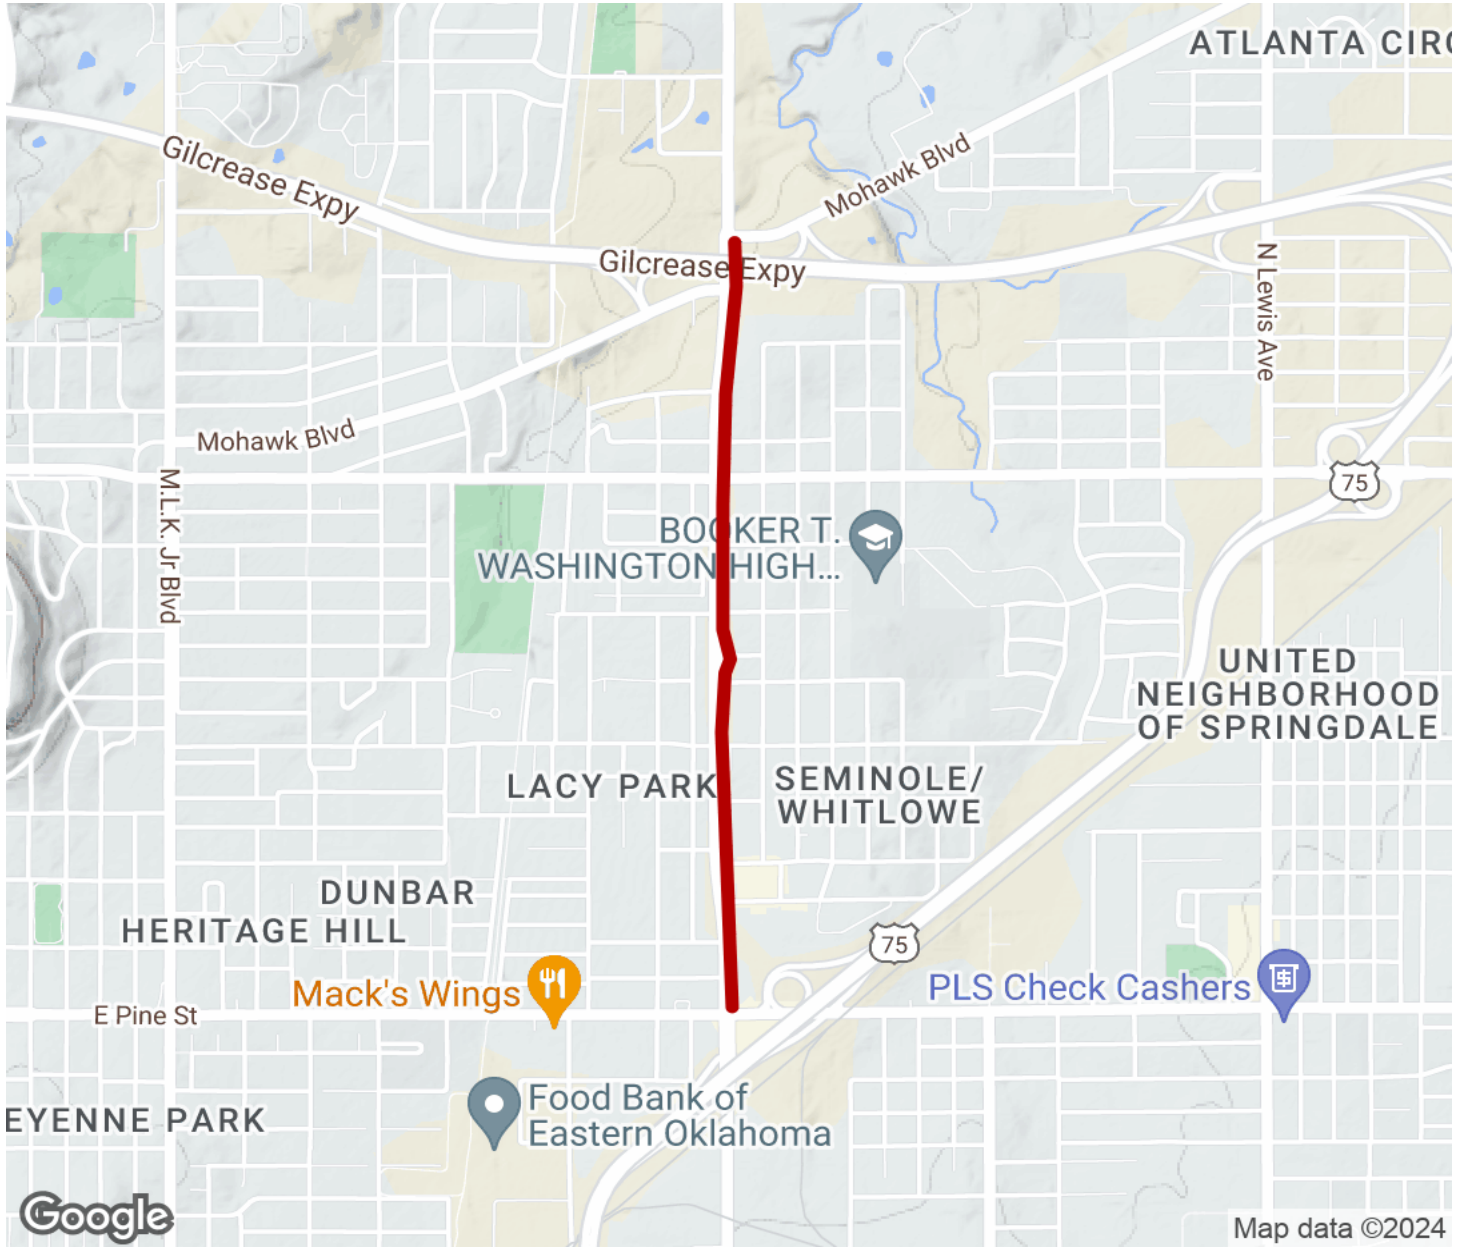 ATLANTA CIRC
Gilcrease Expy
Mohawk Blvd
Gilcrease Expy
N Lewis Ave
Mohawk Blvd
M.L.K. Jr Blvd
75
BOOKER T.
WASHINGTON HIGH...
UNITED
NEIGHBORHOOD
OF SPRINGDALE
LACY PARK
SEMINOLE/
WHITLOWE
DUNBAR
HERITAGE HILL
75
Mack's Wings
PLS Check Cashers
E Pine St
Food Bank of
Eastern Oklahoma
EYENNE PARK
Google
Map data ©2024